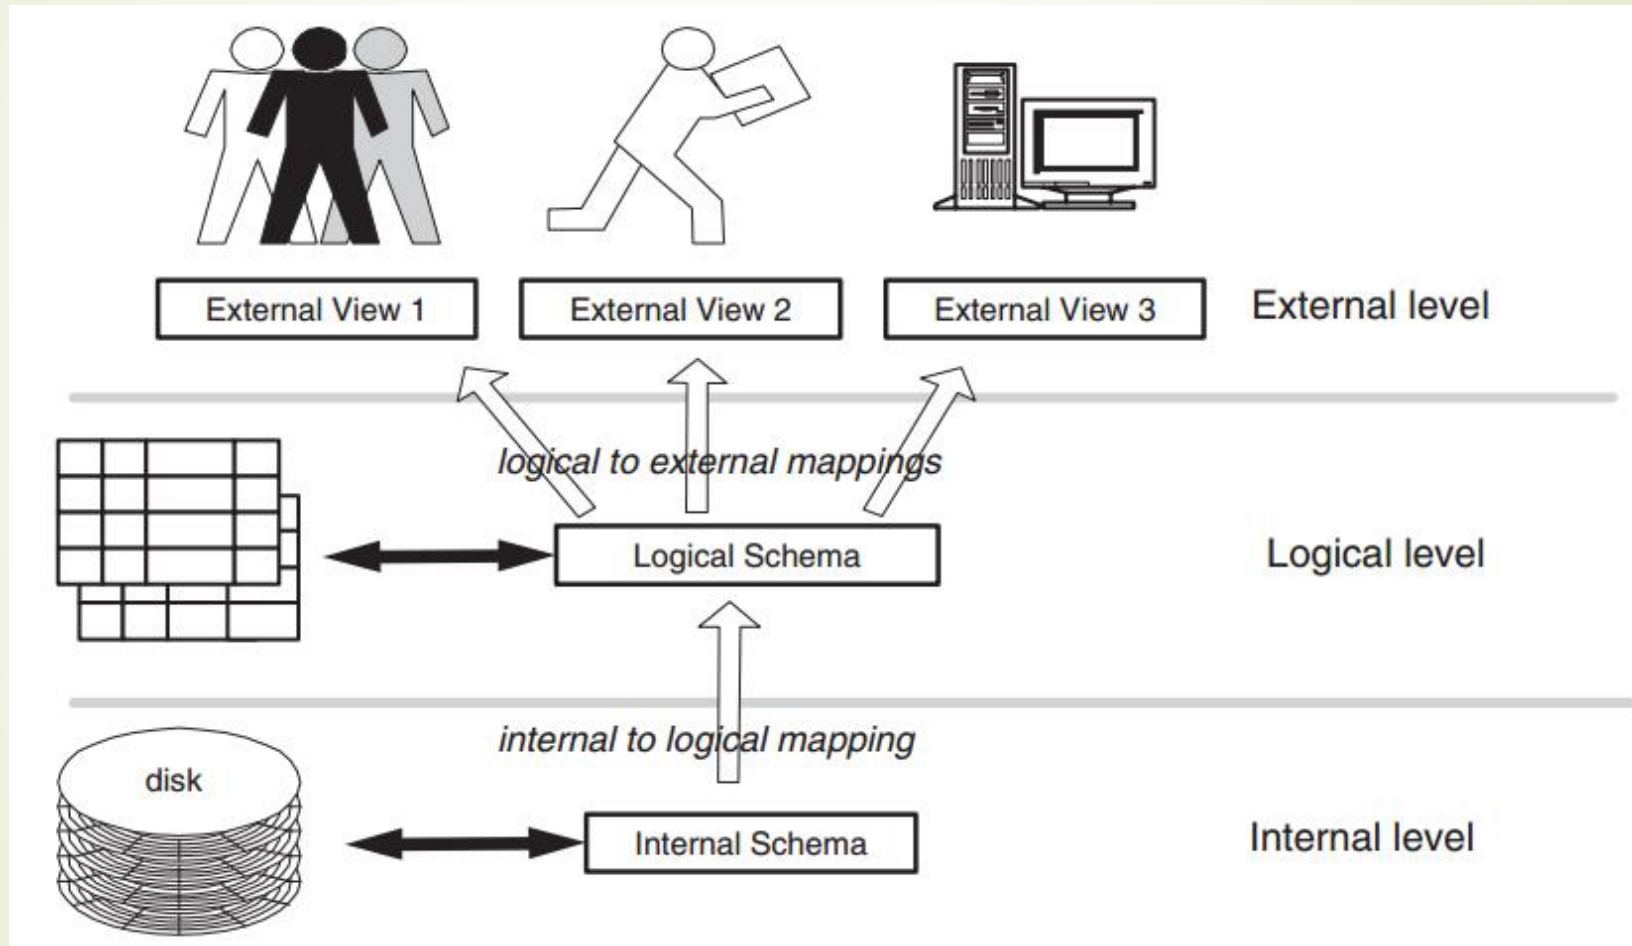 External View 1
External View 2
External View 3
External level
logical to external mappings
Logical Schema
Logical level
internal to logical mapping
disk
Internal Schema
Internal level